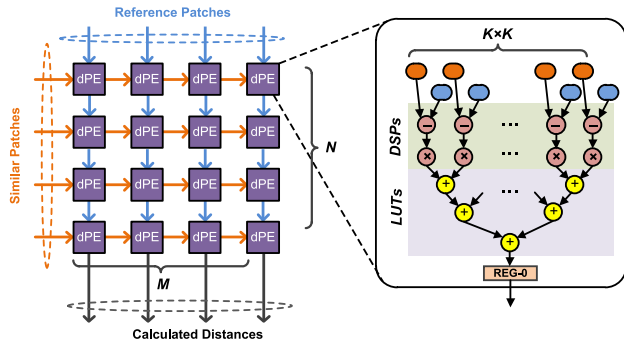 Reference Patches
K×K
dPE dPE dPE dPE
Similar Patches
dPE dPE dPE dPE
N
dPE dPE dPE dPE
dPE dPE dPE dPE
M
Calculated Distances
DSPs
− − ... − −
× × ... × ×
LUTs
+ ... +
+ +
+
REG-0